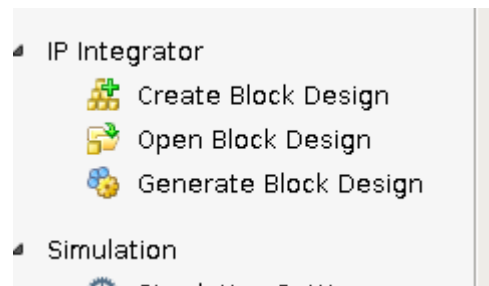 IP Integrator
Create Block Design
Open Block Design
Generate Block Design
Simulation